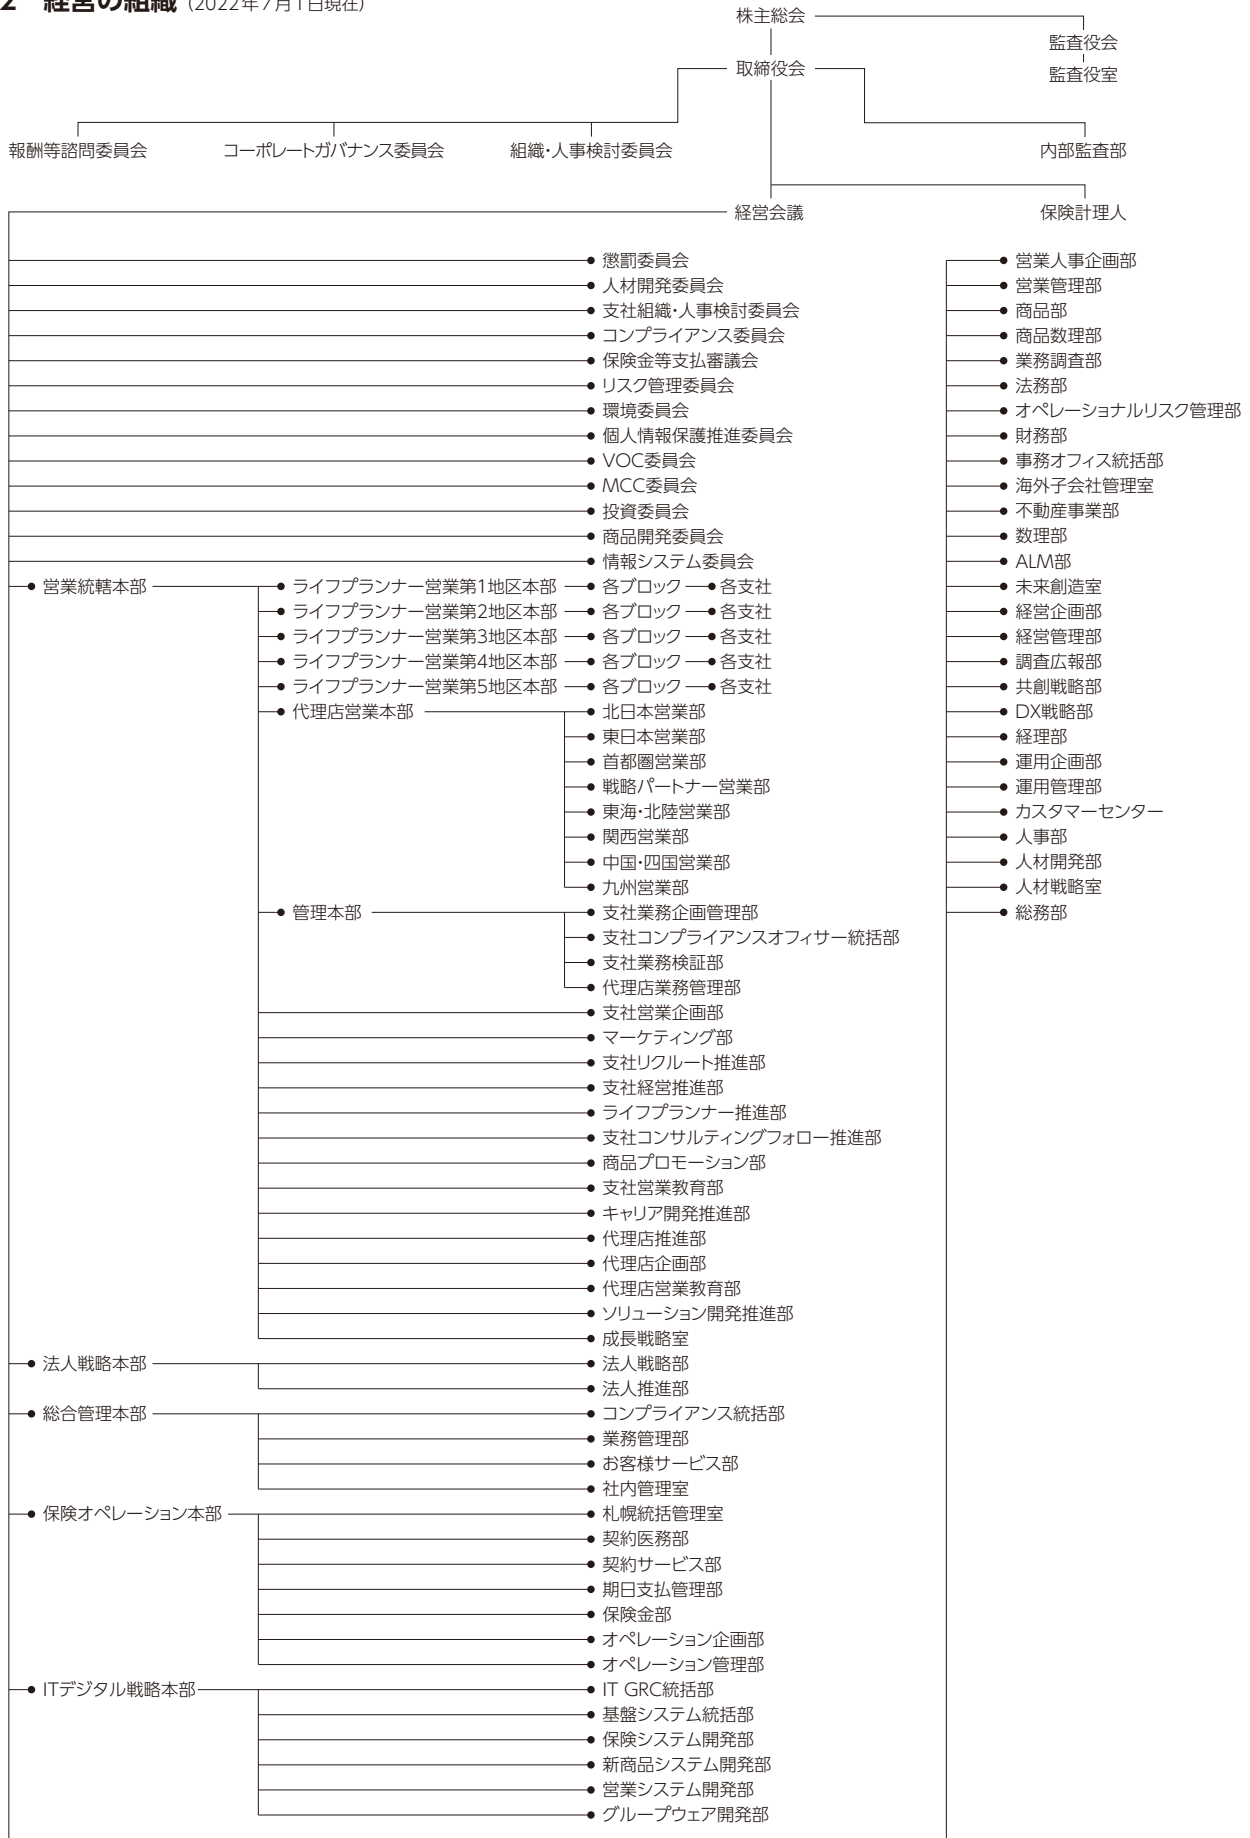 2 経営の組織 (2022年7月1日現在)
株主総会
監査役会
監査役室
取締役会
報酬等諮問委員会
コーポレートガバナンス委員会
組織・人事検討委員会
内部監査部
経営会議
保険計理人
懲罰委員会
人材開発委員会
支社組織・人事検討委員会
コンプライアンス委員会
保険金等支払審議会
リスク管理委員会
環境委員会
個人情報保護推進委員会
VOC委員会
MCC委員会
投資委員会
商品開発委員会
情報システム委員会
営業統轄本部
ライフプランナー営業第1地区本部 各ブロック 各支社
ライフプランナー営業第2地区本部 各ブロック 各支社
ライフプランナー営業第3地区本部 各ブロック 各支社
ライフプランナー営業第4地区本部 各ブロック 各支社
ライフプランナー営業第5地区本部 各ブロック 各支社
代理店営業本部
北日本営業部
東日本営業部
首都圏営業部
戦略パートナー営業部
東海・北陸営業部
関西営業部
中国・四国営業部
九州営業部
管理本部
支社業務企画管理部
支社コンプライアンスオフィサー統括部
支社業務検証部
代理店業務管理部
支社営業企画部
マーケティング部
支社リクルート推進部
支社経営推進部
ライフプランナー推進部
支社コンサルティングフォロー推進部
商品プロモーション部
支社営業教育部
キャリア開発推進部
代理店推進部
代理店企画部
代理店営業教育部
ソリューション開発推進部
成長戦略室
法人戦略本部
法人戦略部
法人推進部
総合管理本部
コンプライアンス統括部
業務管理部
お客様サービス部
社内管理室
保険オペレーション本部
札幌統括管理室
契約医務部
契約サービス部
期日支払管理部
保険金部
オペレーション企画部
オペレーション管理部
ITデジタル戦略本部
IT GRC統括部
基盤システム統括部
保険システム開発部
新商品システム開発部
営業システム開発部
グループウェア開発部
営業人事企画部
営業管理部
商品部
商品数理部
業務調査部
法務部
オペレーショナルリスク管理部
財務部
事務オフィス統括部
海外子会社管理室
不動産事業部
数理部
ALM部
未来創造室
経営企画部
経営管理部
調査広報部
共創戦略部
DX戦略部
経理部
運用企画部
運用管理部
カスタマーセンター
人事部
人材開発部
人材戦略室
総務部